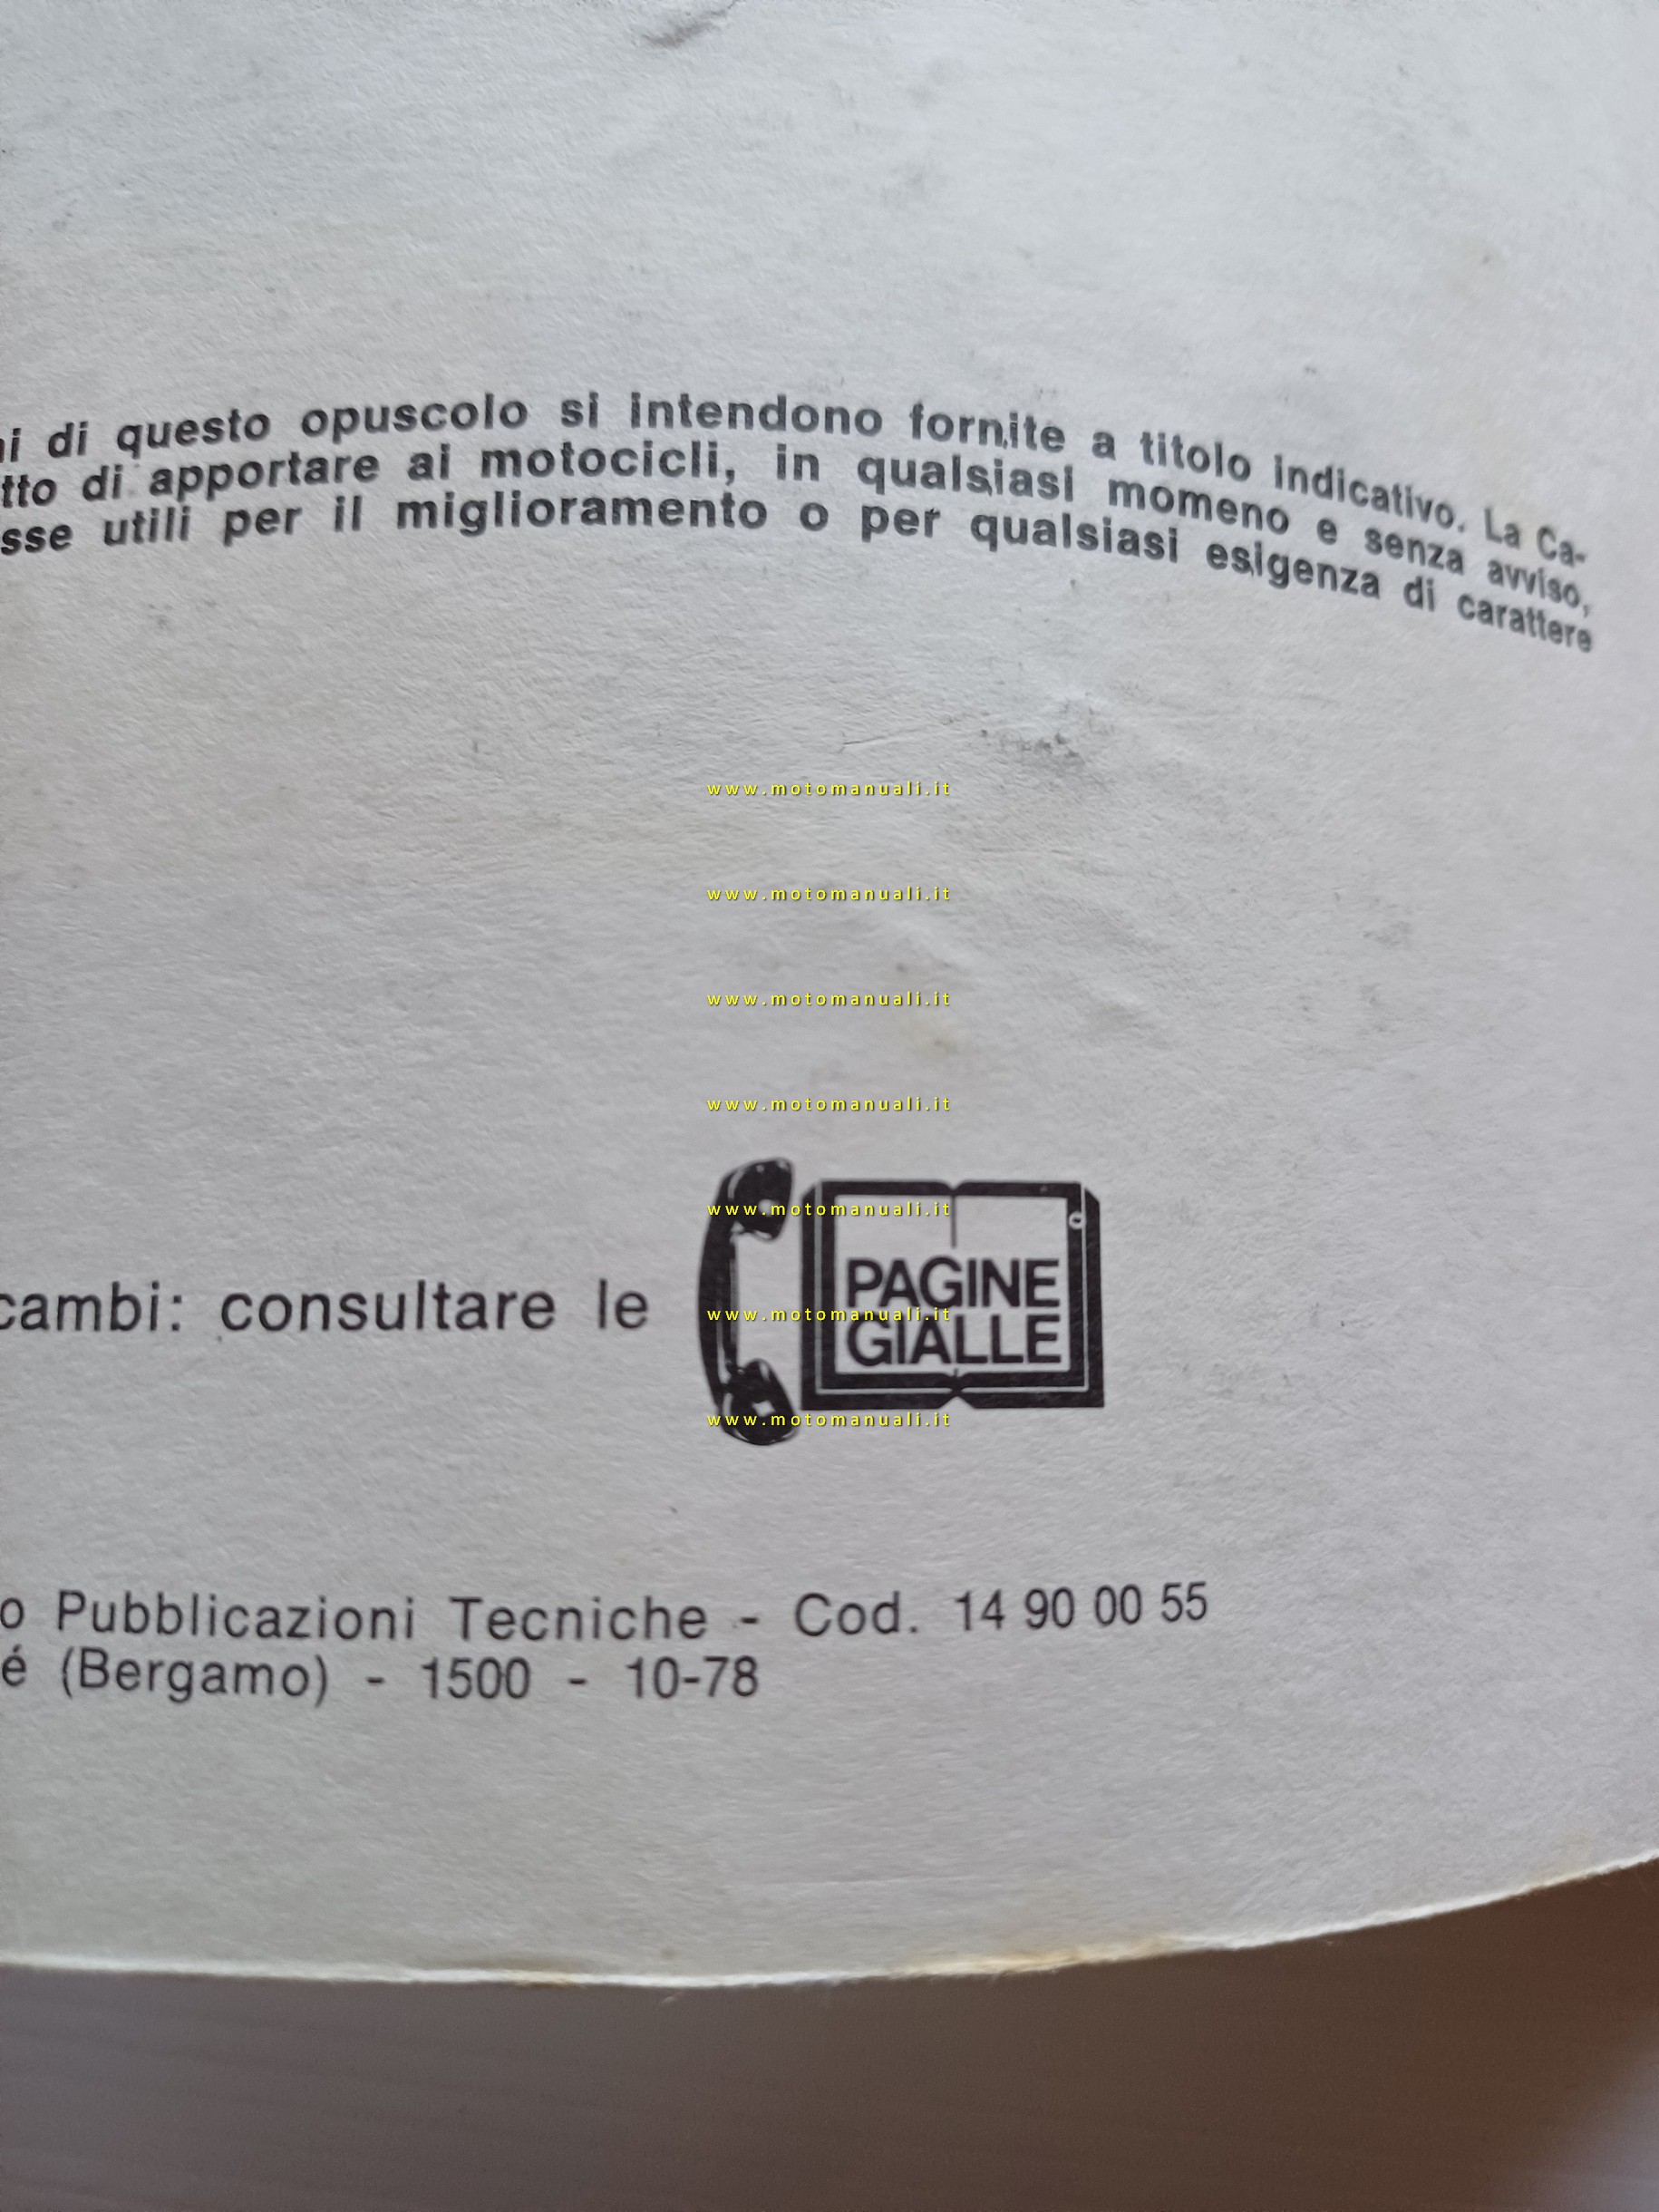 di questo opuscolo si intendono fornite a titolo indicativo. La Ca-
tto di apportare ai motocicli, in qualsiasi momeno e senza avviso,
sse utili per il miglioramento o per qualsiasi esigenza di carattere
www.motomanuali.it
www.motomanuali.it
www.motomanuali.it
www.motomanuali.it
www.motomanuali.it
cambi: consultare le
PAGINE
www.motomanuali.it
GIALLE
www.motomanuali.it
o Pubblicazioni Tecniche - Cod. 14 90 00 55
é (Bergamo) - 1500 - 10-78